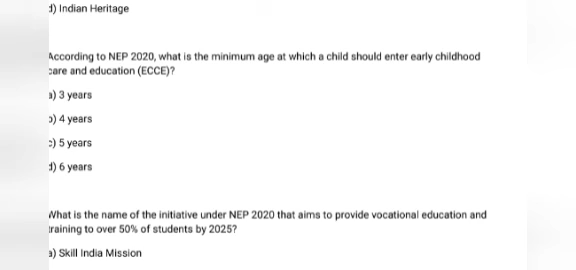 d) Indian Heritage
According to NEP 2020, what is the minimum age at which a child should enter early childhood
care and education (ECCE)?
a) 3 years
b) 4 years
c) 5 years
d) 6 years
What is the name of the initiative under NEP 2020 that aims to provide vocational education and
training to over 50% of students by 2025?
a) Skill India Mission